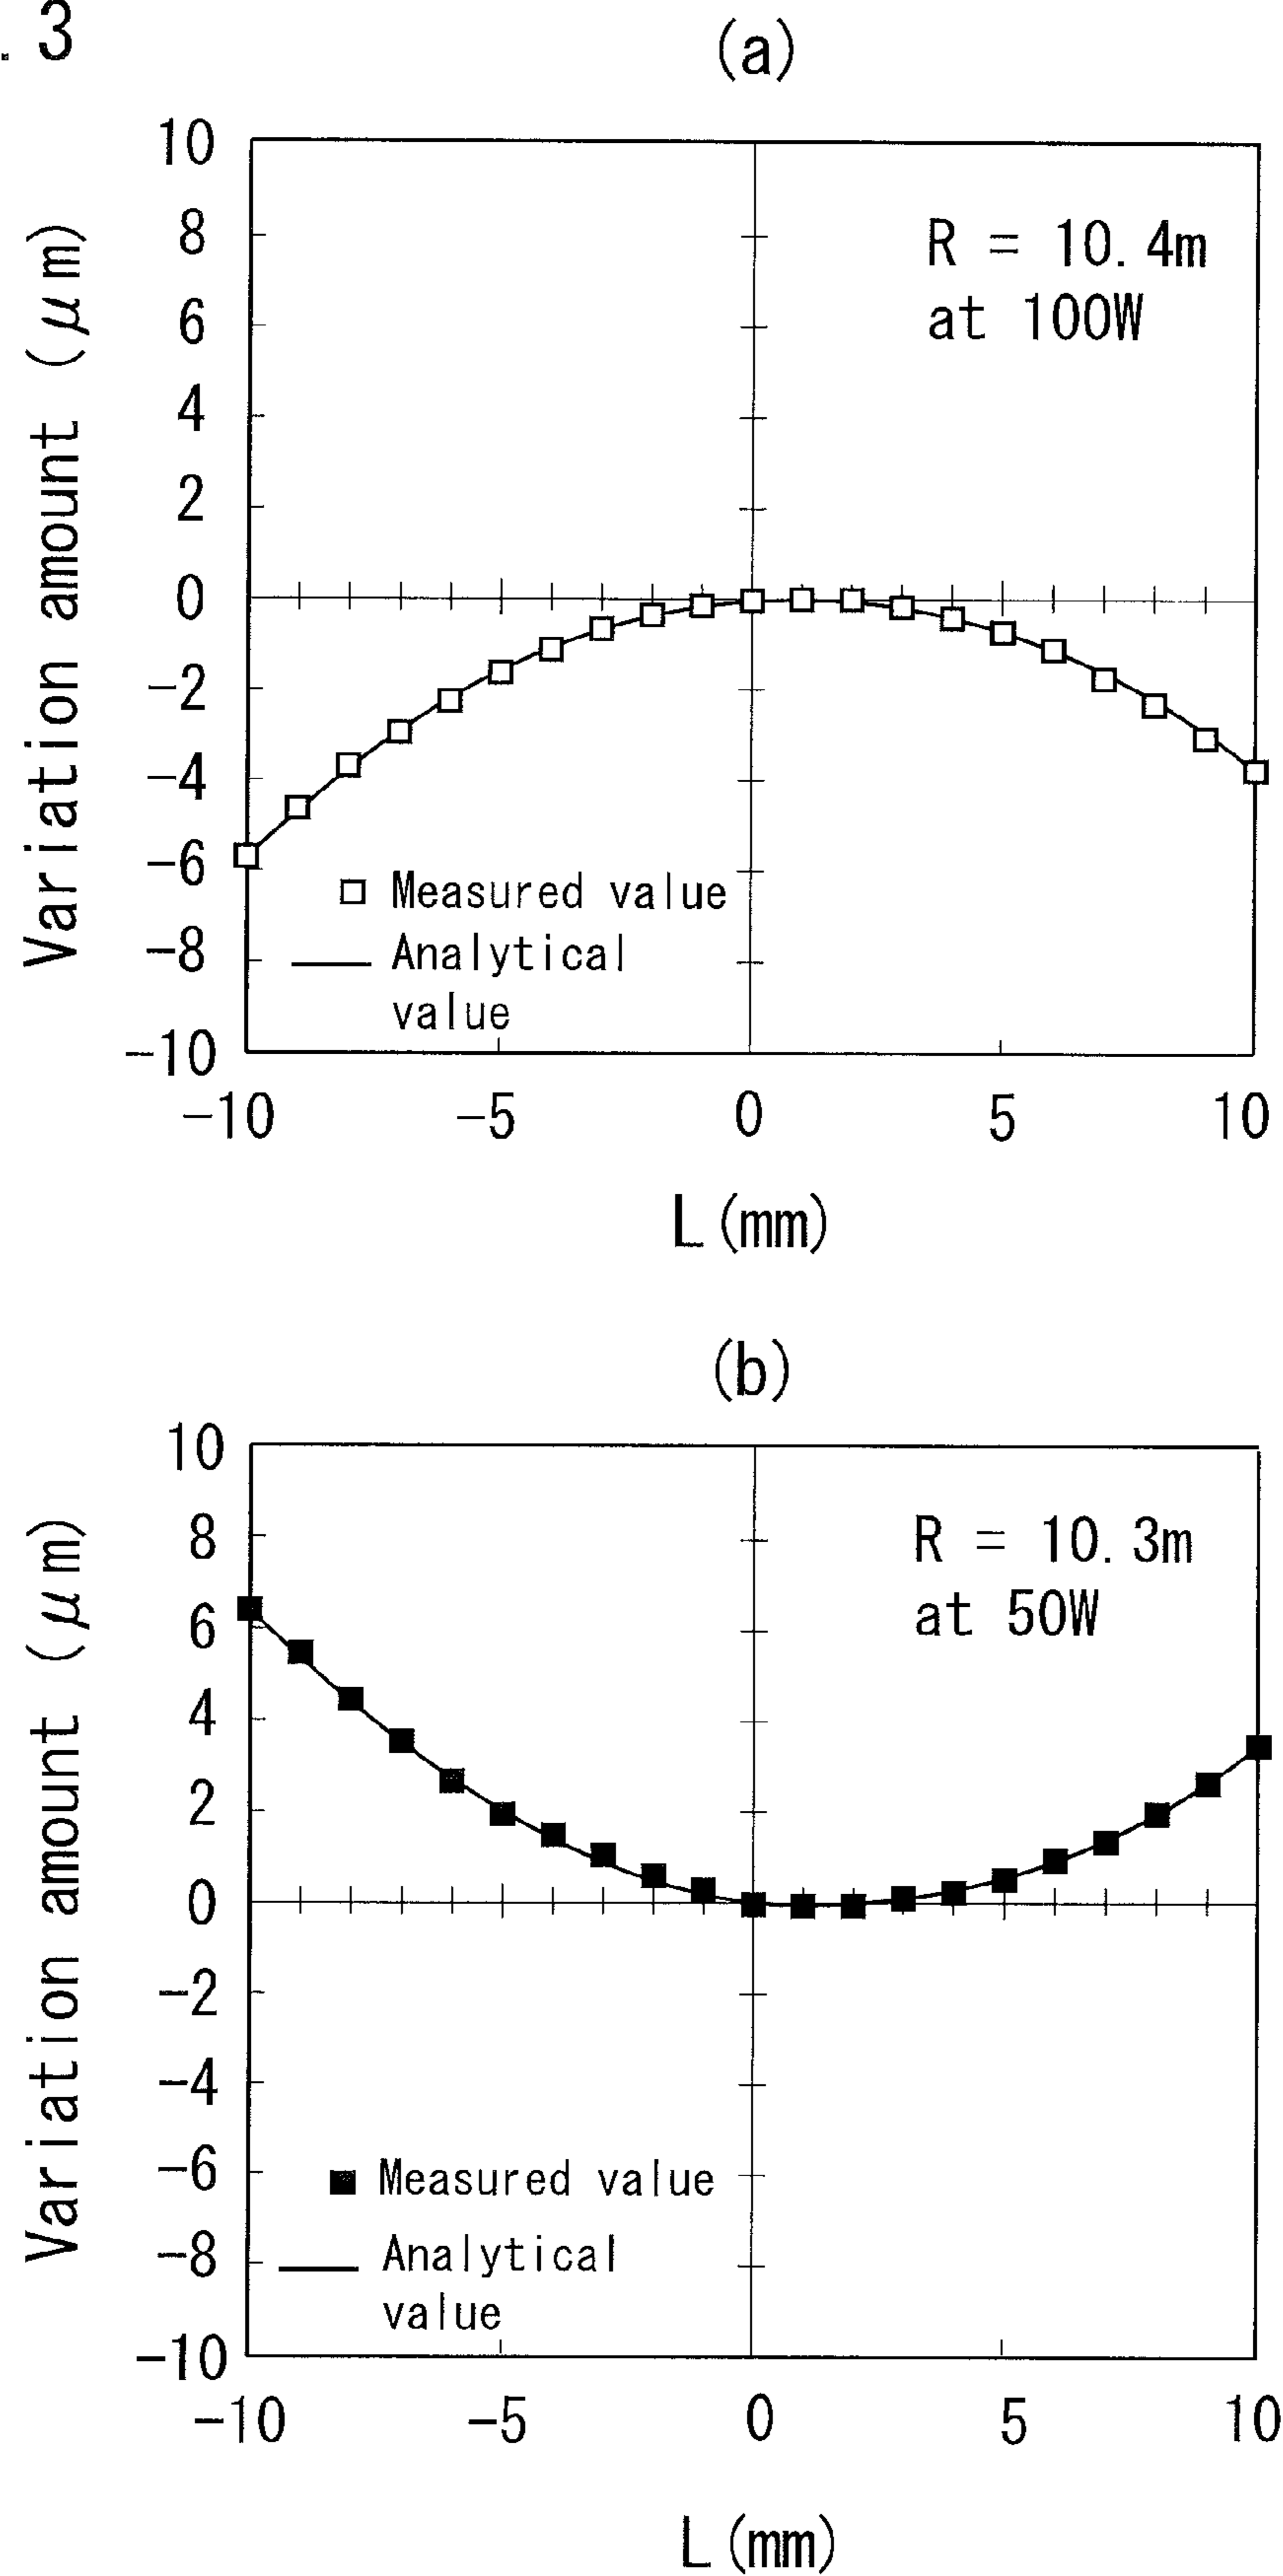 . 3
(a)
10
8
6
4
2
0
-2
-4
-6
-8
-10
Variation amount (μm)
R = 10.4m
at 100W
□ Measured value
Analytical
value
-10 -5 0 5 10
L(mm)
(b)
10
8
6
4
2
0
-2
-4
-6
-8
-10
Variation amount (μm)
R = 10.3m
at 50W
■ Measured value
Analytical
value
-10 -5 0 5 10
L(mm)